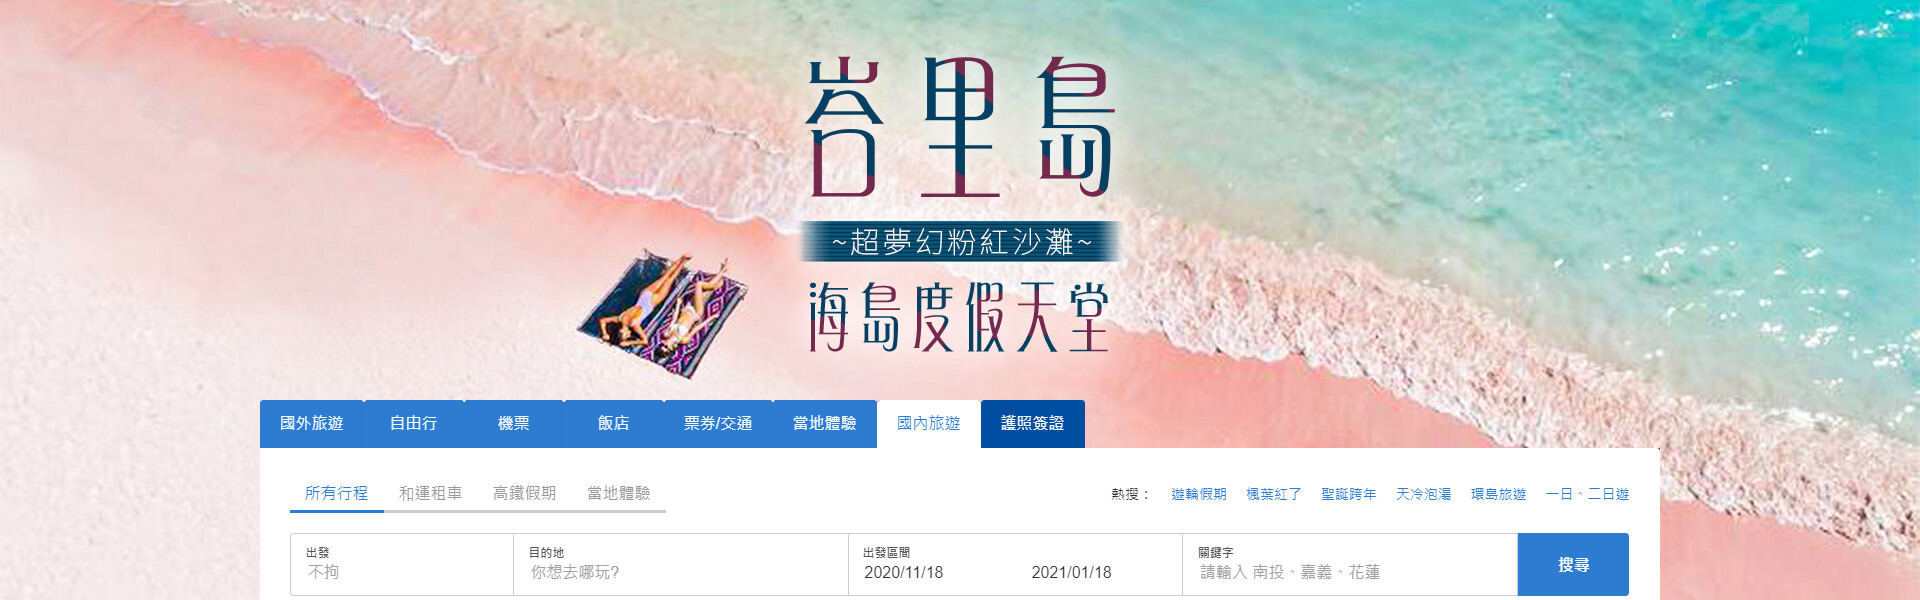 峇里島
~超夢幻粉紅沙灘~
海島度假天堂
國外旅遊 自由行 機票 飯店 票券/交通 當地體驗 國內旅遊 護照簽證
所有行程 和運租車 高鐵假期 當地體驗 熱搜： 遊輪假期 楓葉紅了 聖誕跨年 天冷泡湯 環島旅遊 一日、二日遊
出發 目的地 出發區間 關鍵字
不拘 你想去哪玩? 2020/11/18 2021/01/18 請輸入 南投、嘉義、花蓮 搜尋